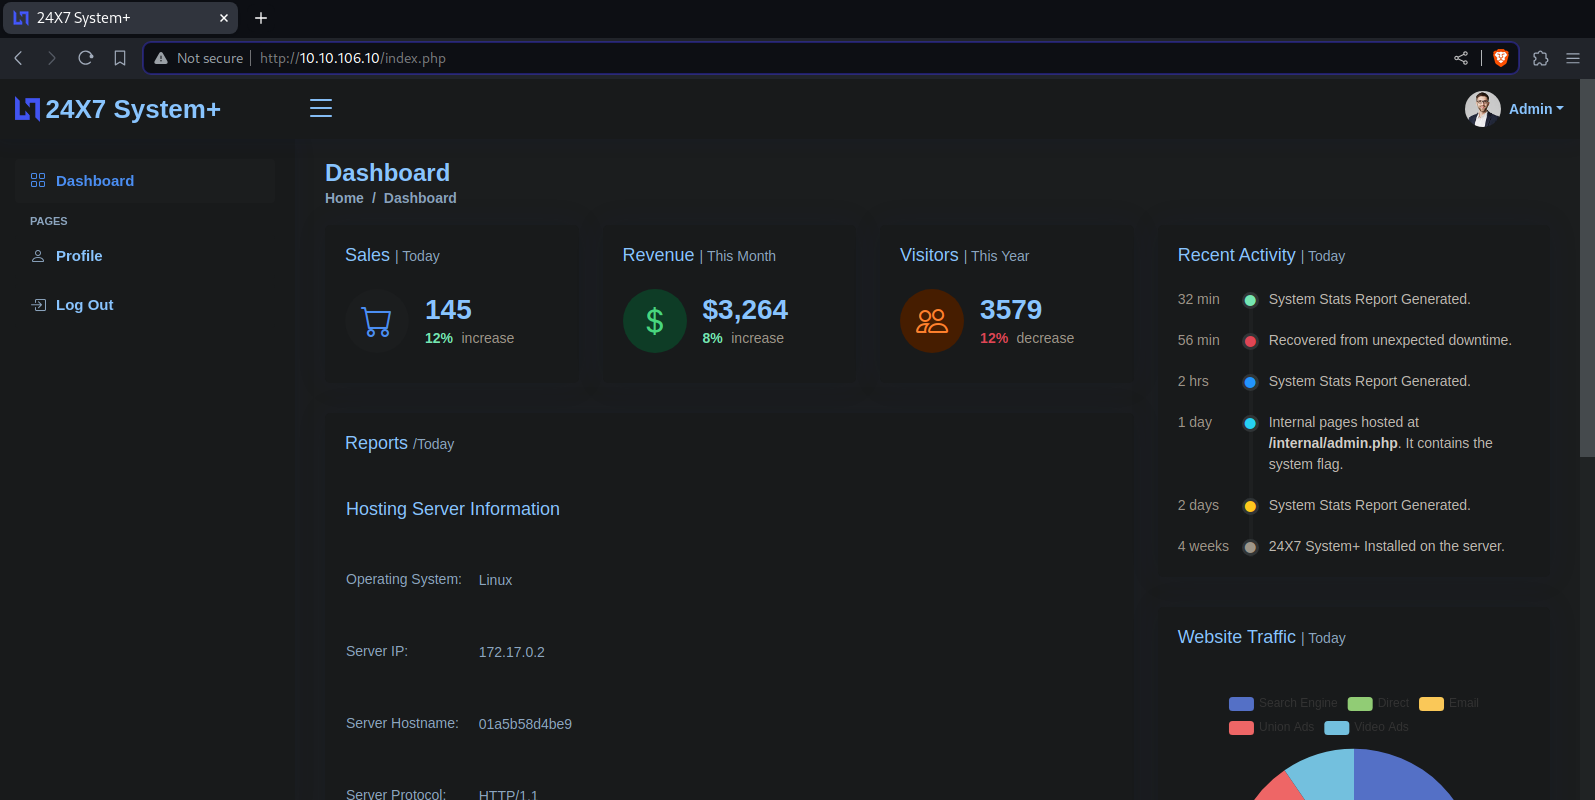 24X7 System+
Not secure | http://10.10.106.10/index.php
24X7 System+
Admin
Dashboard
PAGES
Profile
Log Out
Dashboard
Home / Dashboard
Sales | Today
145
12% increase
Revenue | This Month
$3,264
8% increase
Visitors | This Year
3579
12% decrease
Reports /Today
Hosting Server Information
Operating System: Linux
Server IP: 172.17.0.2
Server Hostname: 01a5b58d4be9
Server Protocol: HTTP/1.1
Recent Activity | Today
32 min System Stats Report Generated.
56 min Recovered from unexpected downtime.
2 hrs System Stats Report Generated.
1 day Internal pages hosted at
/internal/admin.php. It contains the
system flag.
2 days System Stats Report Generated.
4 weeks 24X7 System+ Installed on the server.
Website Traffic | Today
Search Engine Direct Email
Union Ads Video Ads